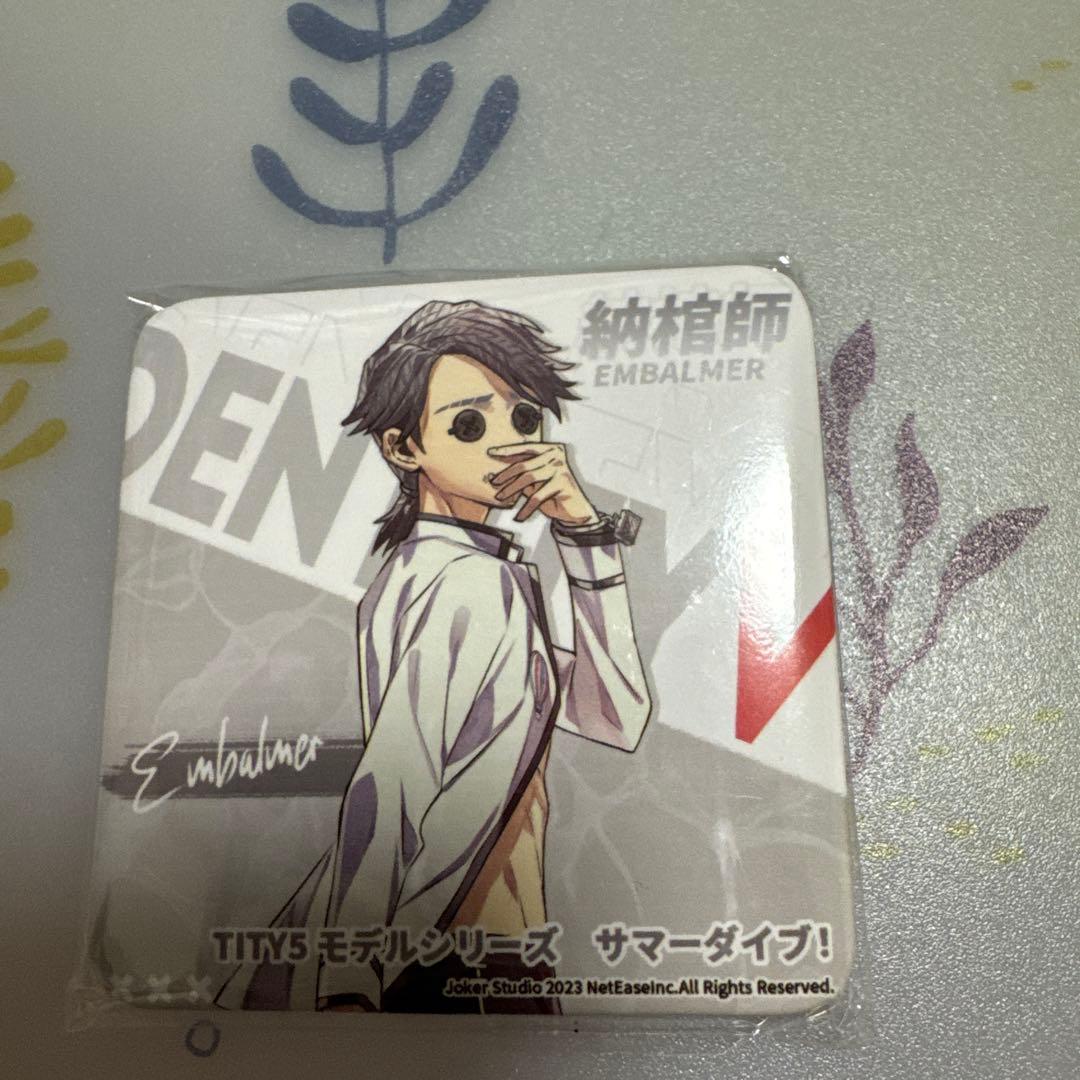 納棺師
EMBALMER
DENTITY V
Embalmer
TITY5 モデルシリーズ サマーダイブ!
Joker Studio 2023 NetEaseInc.All Rights Reserved.